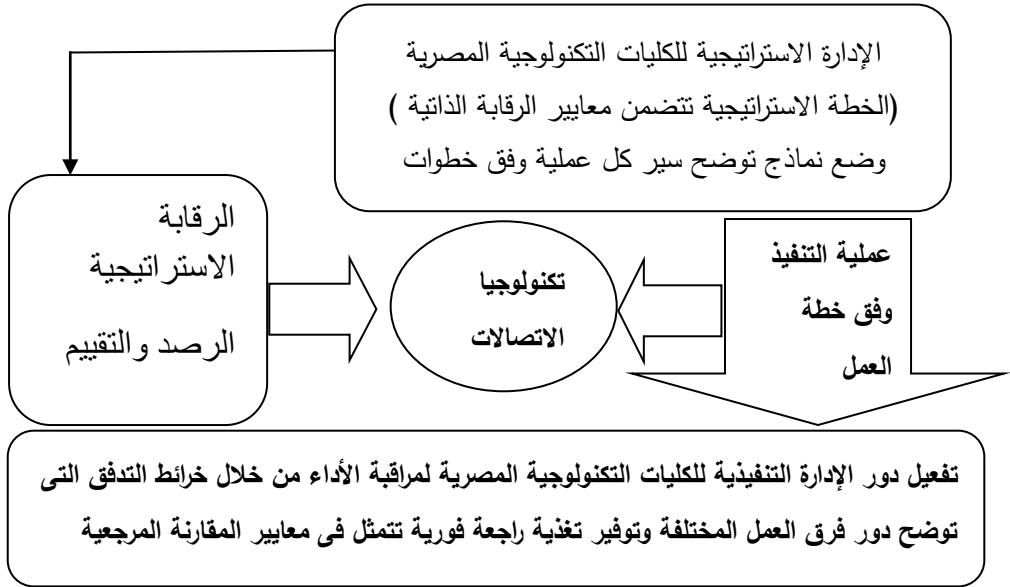 الإدارة الاستراتيجية للكليات التكنولوجية المصرية
(الخطة الاستراتيجية تتضمن معايير الرقابة الذاتية )
وضع نماذج توضح سير كل عملية وفق خطوات
عملية التنفيذ
وفق خطة
العمل
تكنولوجيا
الاتصالات
الرقابة
الاستراتيجية
الرصد والتقييم
تفعيل دور الإدارة التنفيذية للكليات التكنولوجية المصرية لمراقبة الأداء من خلال خرائط التدفق التى
توضح دور فرق العمل المختلفة وتوفير تغذية راجعة فورية تتمثل فى معايير المقارنة المرجعية